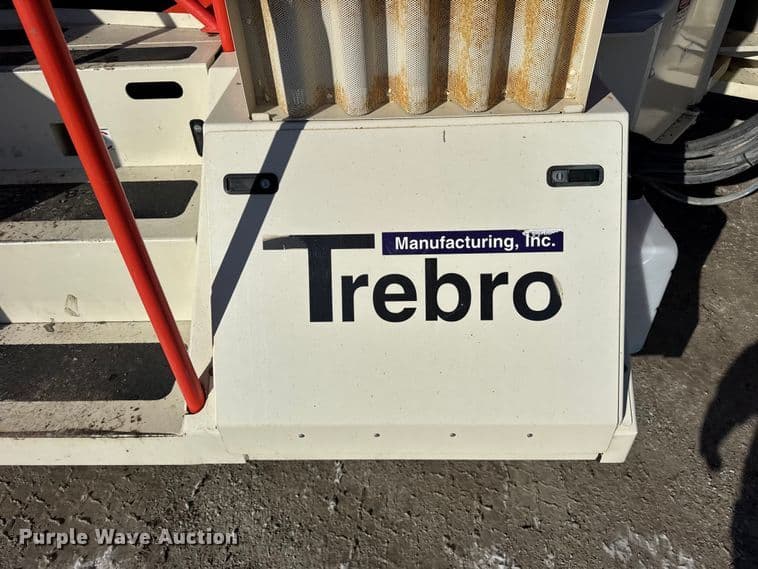 Manufacturing, Inc.
Trebro
Purple Wave Auction